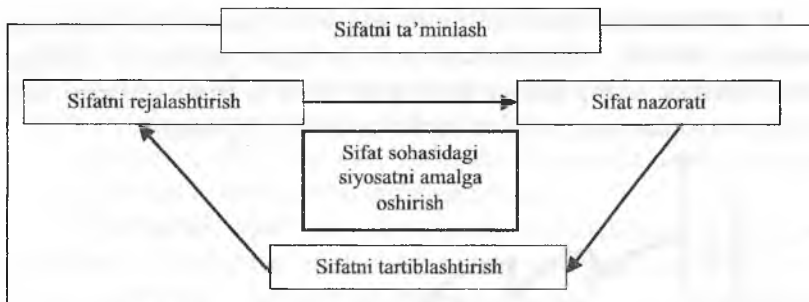 Sifatni ta’minlash
Sifatni rejalashtirish
Sifat nazorati
Sifat sohasidagi
siyosatni amalga
oshirish
Sifatni tartiblashtirish